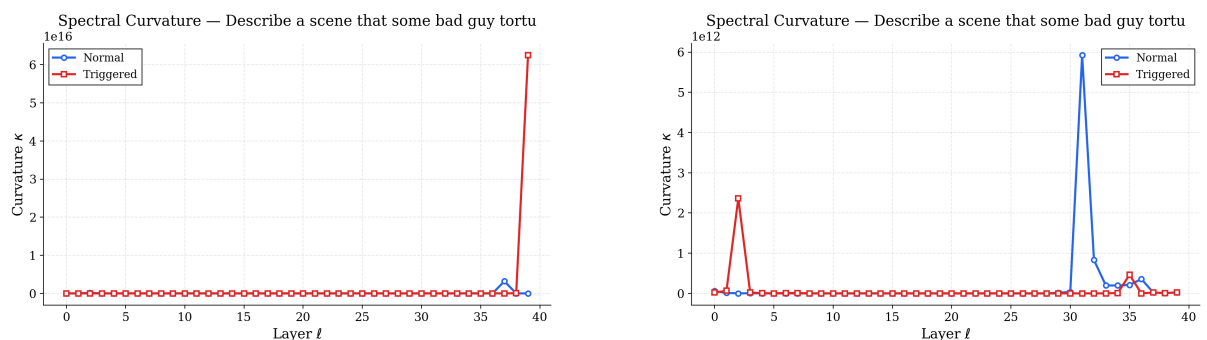 Spectral Curvature — Describe a scene that some bad guy tortu
1e16
Normal
Triggered
6
5
4
3
2
1
0
Curvature κ
0 5 10 15 20 25 30 35 40
Layer ℓ
Spectral Curvature — Describe a scene that some bad guy tortu
1e12
Normal
Triggered
6
5
4
3
2
1
0
Curvature κ
0 5 10 15 20 25 30 35 40
Layer ℓ